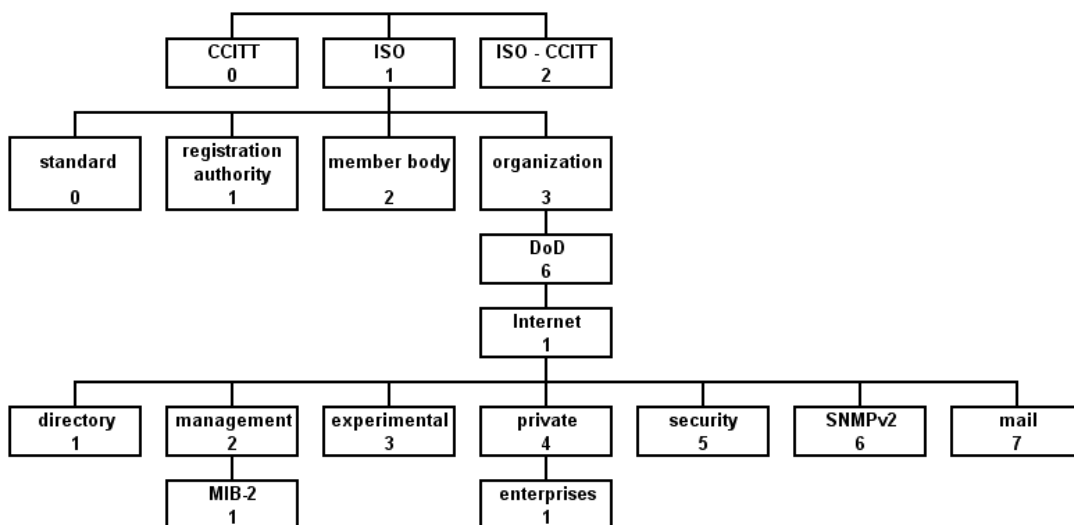 CCITT
0
ISO
1
ISO - CCITT
2
standard
0
registration
authority
1
member body
2
organization
3
DoD
6
Internet
1
directory
1
management
2
experimental
3
private
4
security
5
SNMPv2
6
mail
7
MIB-2
1
enterprises
1